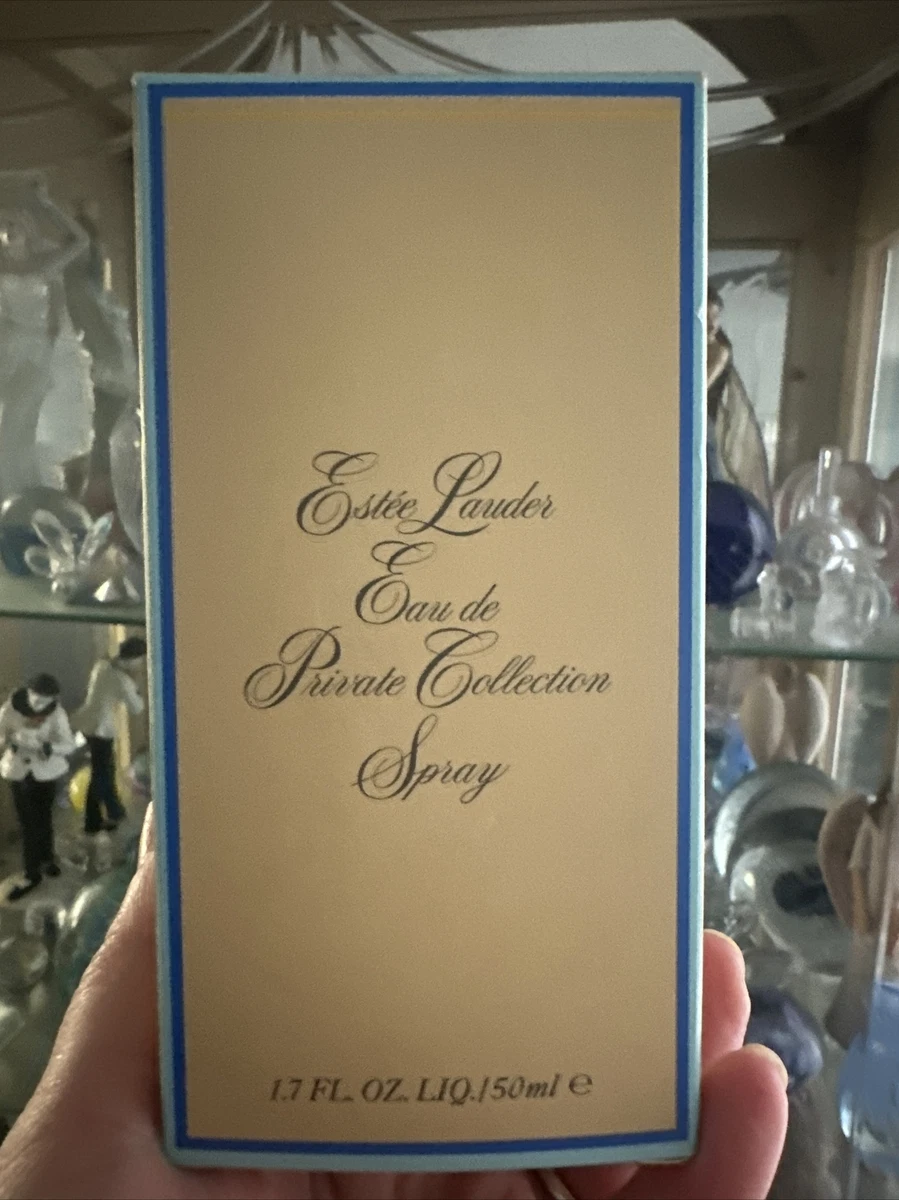 Estée Lauder
Eau de
Private Collection
Spray
1.7 FL. OZ. LIQ./50ml ℮